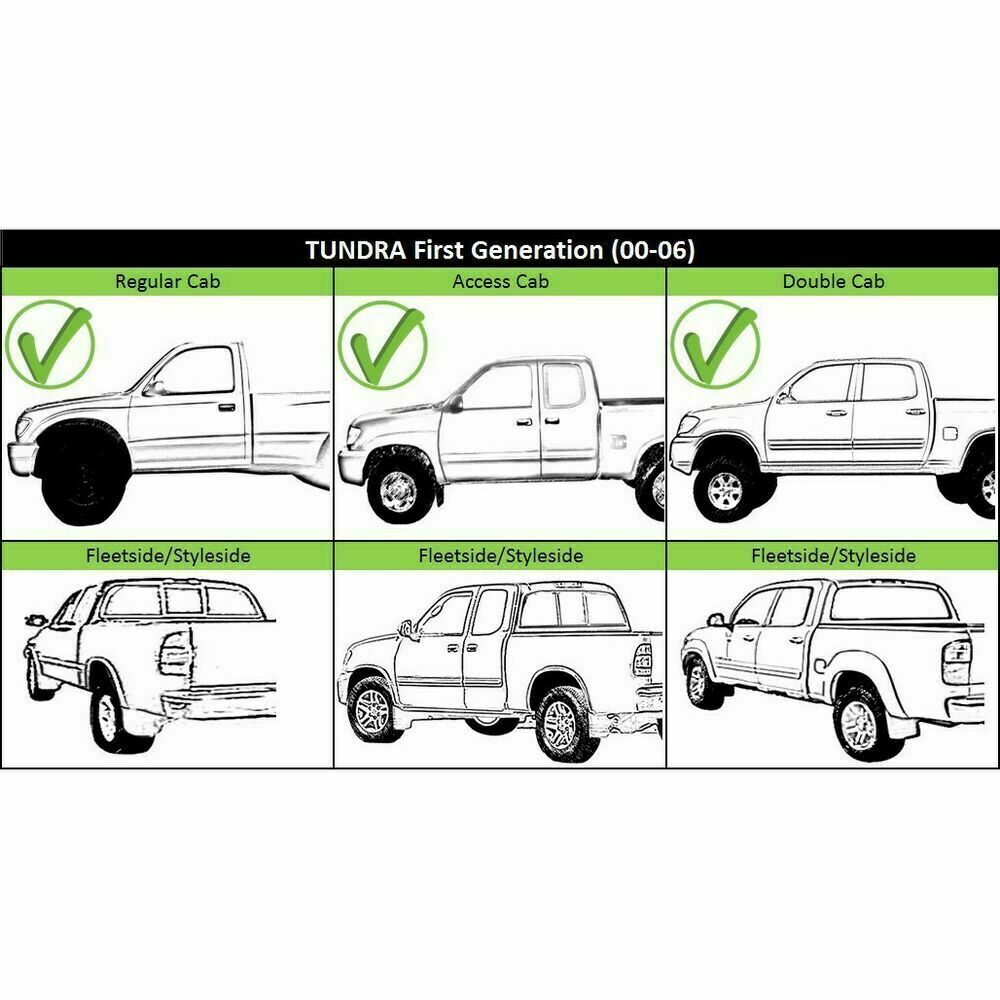 TUNDRA First Generation (00-06)
Regular Cab
Access Cab
Double Cab
Fleetside/Styleside
Fleetside/Styleside
Fleetside/Styleside